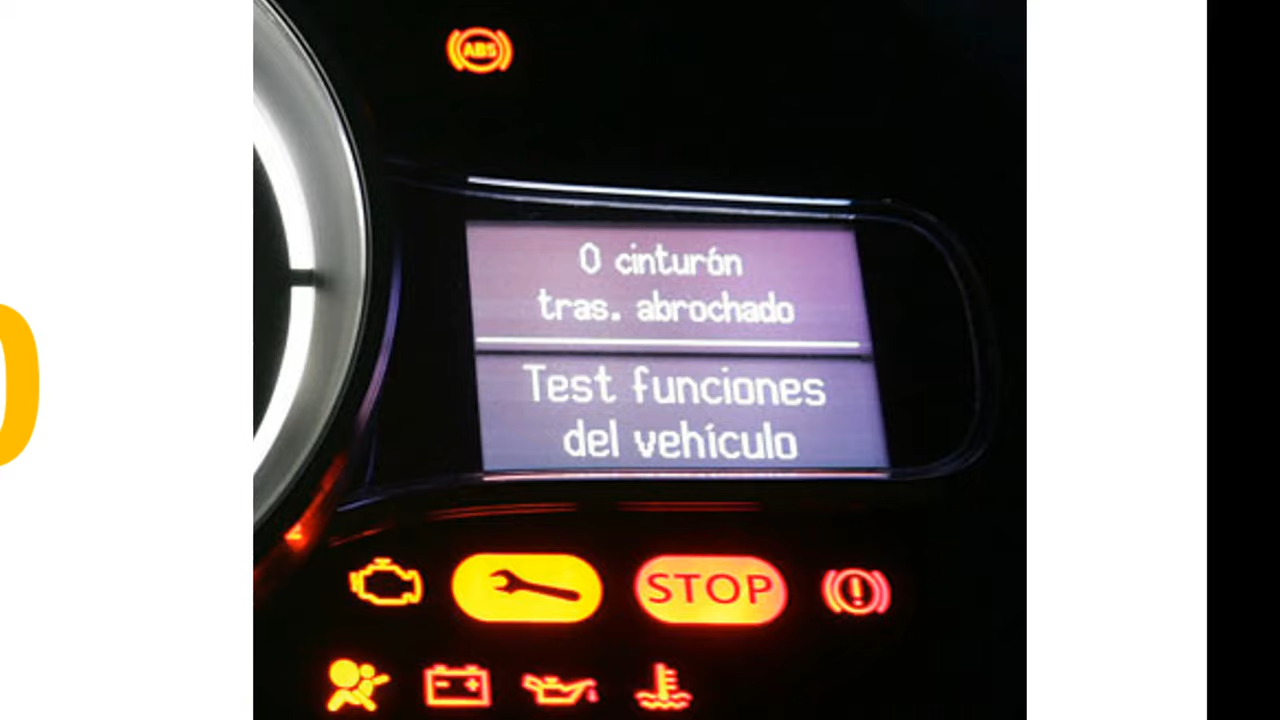 ABS
0 cinturón
tras. abrochado
Test funciones
del vehículo
STOP